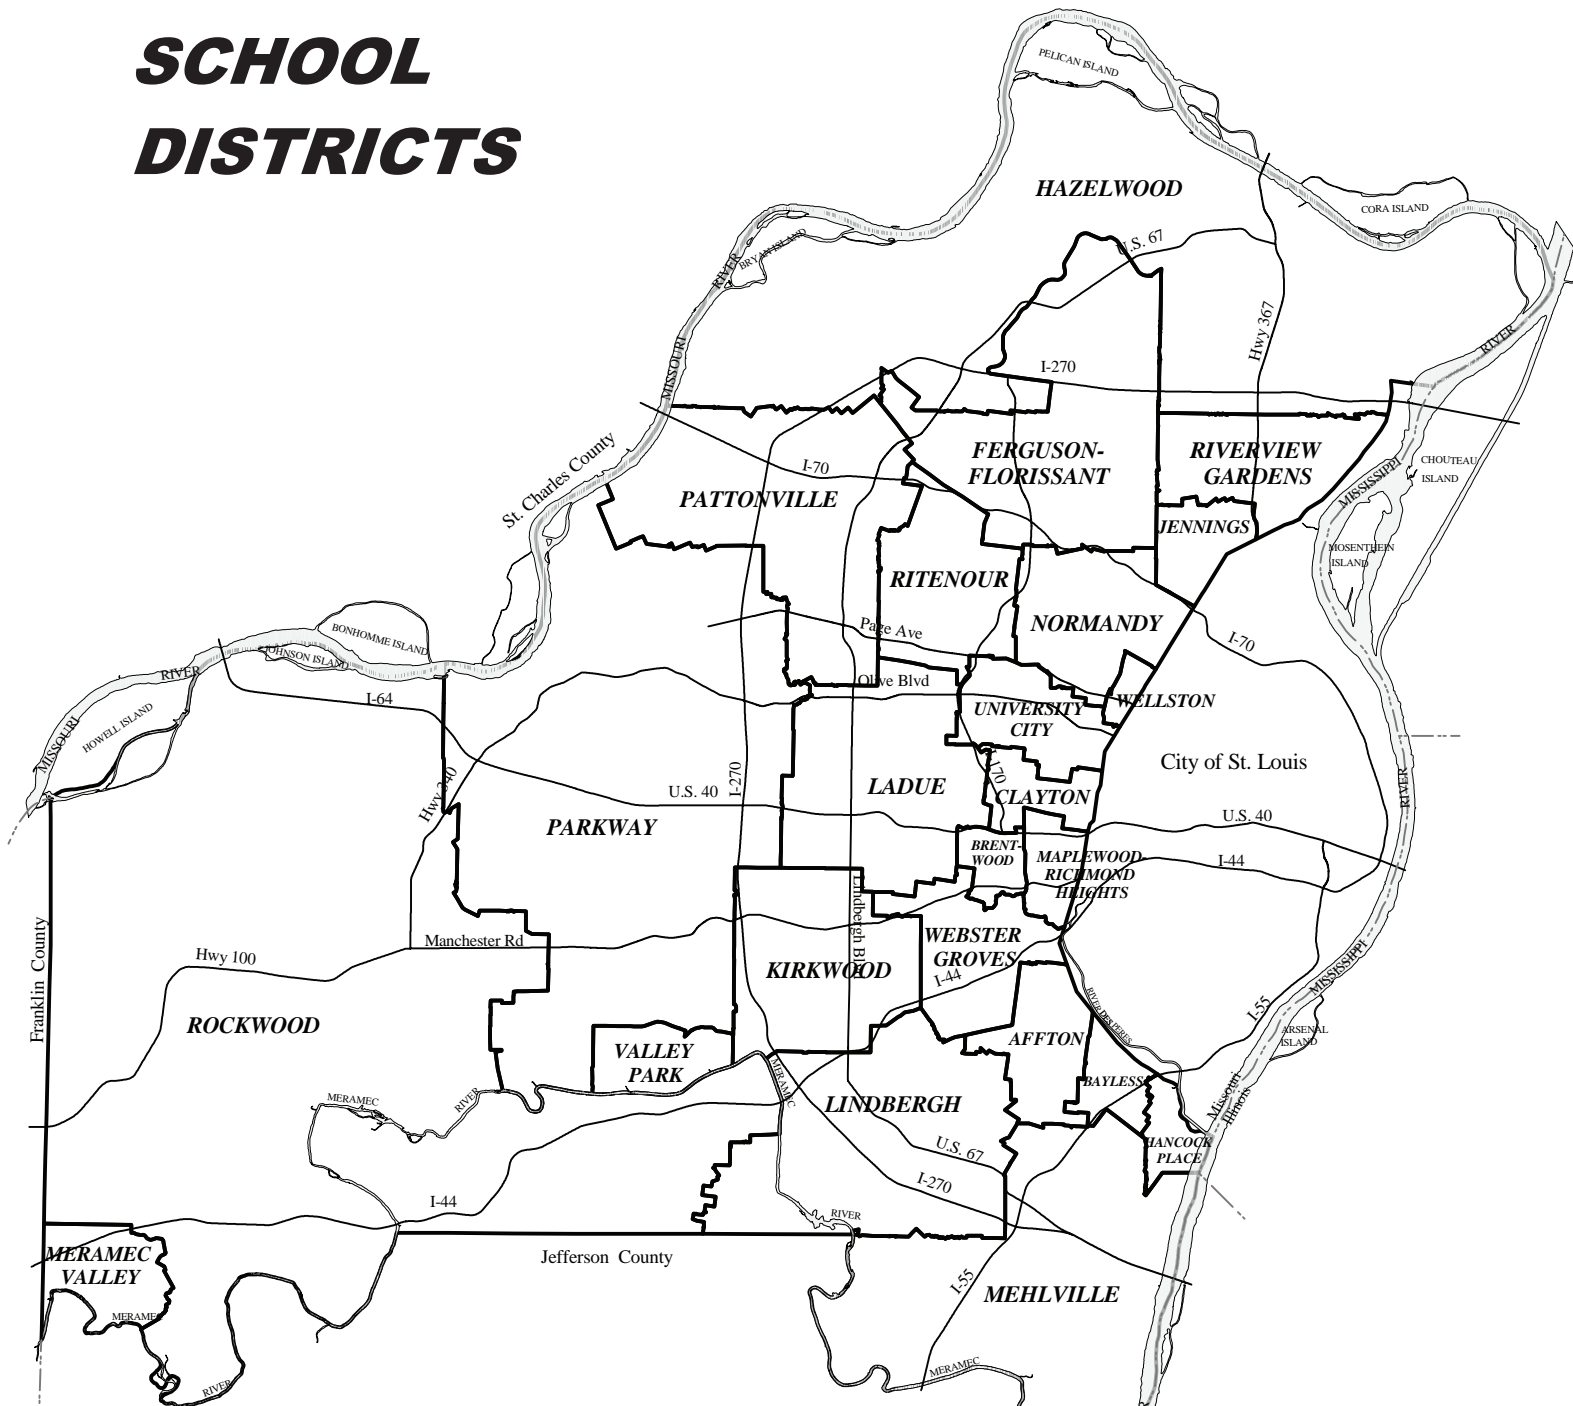 SCHOOL
DISTRICTS
PELICAN ISLAND
HAZELWOOD
CORA ISLAND
U.S. 67
BRYAN ISLAND
RIVER
MISSOURI
Hwy 367
RIVER
I-270
St. Charles County
I-70
PATTONVILLE
FERGUSON-
FLORISSANT
RIVERVIEW
GARDENS
CHOUTEAU
ISLAND
MISSISSIPPI
JENNINGS
MOSENTHEIN
ISLAND
RITENOUR
NORMANDY
Page Ave
I-70
BONHOMME ISLAND
JOHNSON ISLAND
RIVER
MISSOURI
HOWELL ISLAND
I-64
Olive Blvd
UNIVERSITY
CITY
WELLSTON
City of St. Louis
I-170
Hwy 340
I-270
U.S. 40
LADUE
CLAYTON
RIVER
U.S. 40
PARKWAY
BRENT-
WOOD
MAPLEWOOD-
RICHMOND
HEIGHTS
I-44
Lindbergh Blvd
Franklin County
Hwy 100
Manchester Rd
KIRKWOOD
WEBSTER
GROVES
I-44
MISSISSIPPI
I-55
ROCKWOOD
RIVER DES PERES
ARSENAL
ISLAND
VALLEY
PARK
AFFTON
BAYLESS
MERAMEC
RIVER
MERAMEC
LINDBERGH
Missouri
Illinois
HANCOCK
PLACE
U.S. 67
I-270
I-44
RIVER
MERAMEC
VALLEY
Jefferson County
I-55
MEHLVILLE
MERAMEC
RIVER
MERAMEC